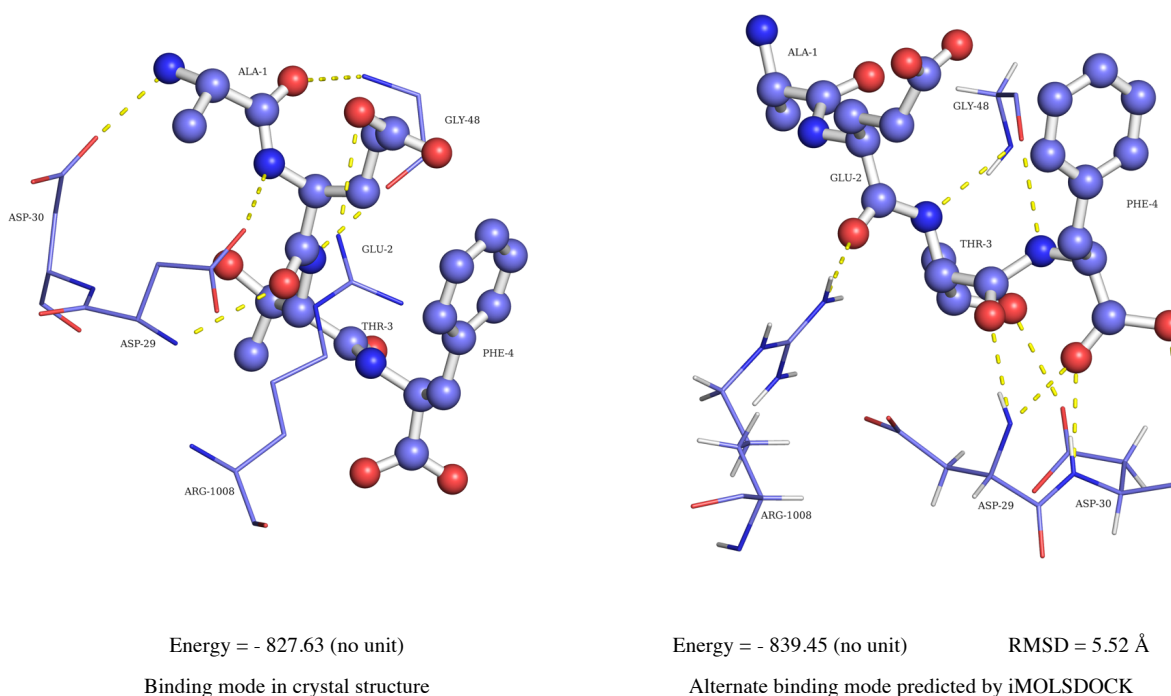 ALA-1
GLY-48
ASP-30
GLU-2
ASP-29
THR-3
PHE-4
ARG-1008
Energy = - 827.63 (no unit)
Binding mode in crystal structure
ALA-1
GLY-48
GLU-2
PHE-4
THR-3
ARG-1008
ASP-29
ASP-30
Energy = - 839.45 (no unit)
RMSD = 5.52 Å
Alternate binding mode predicted by iMOLSDOCK